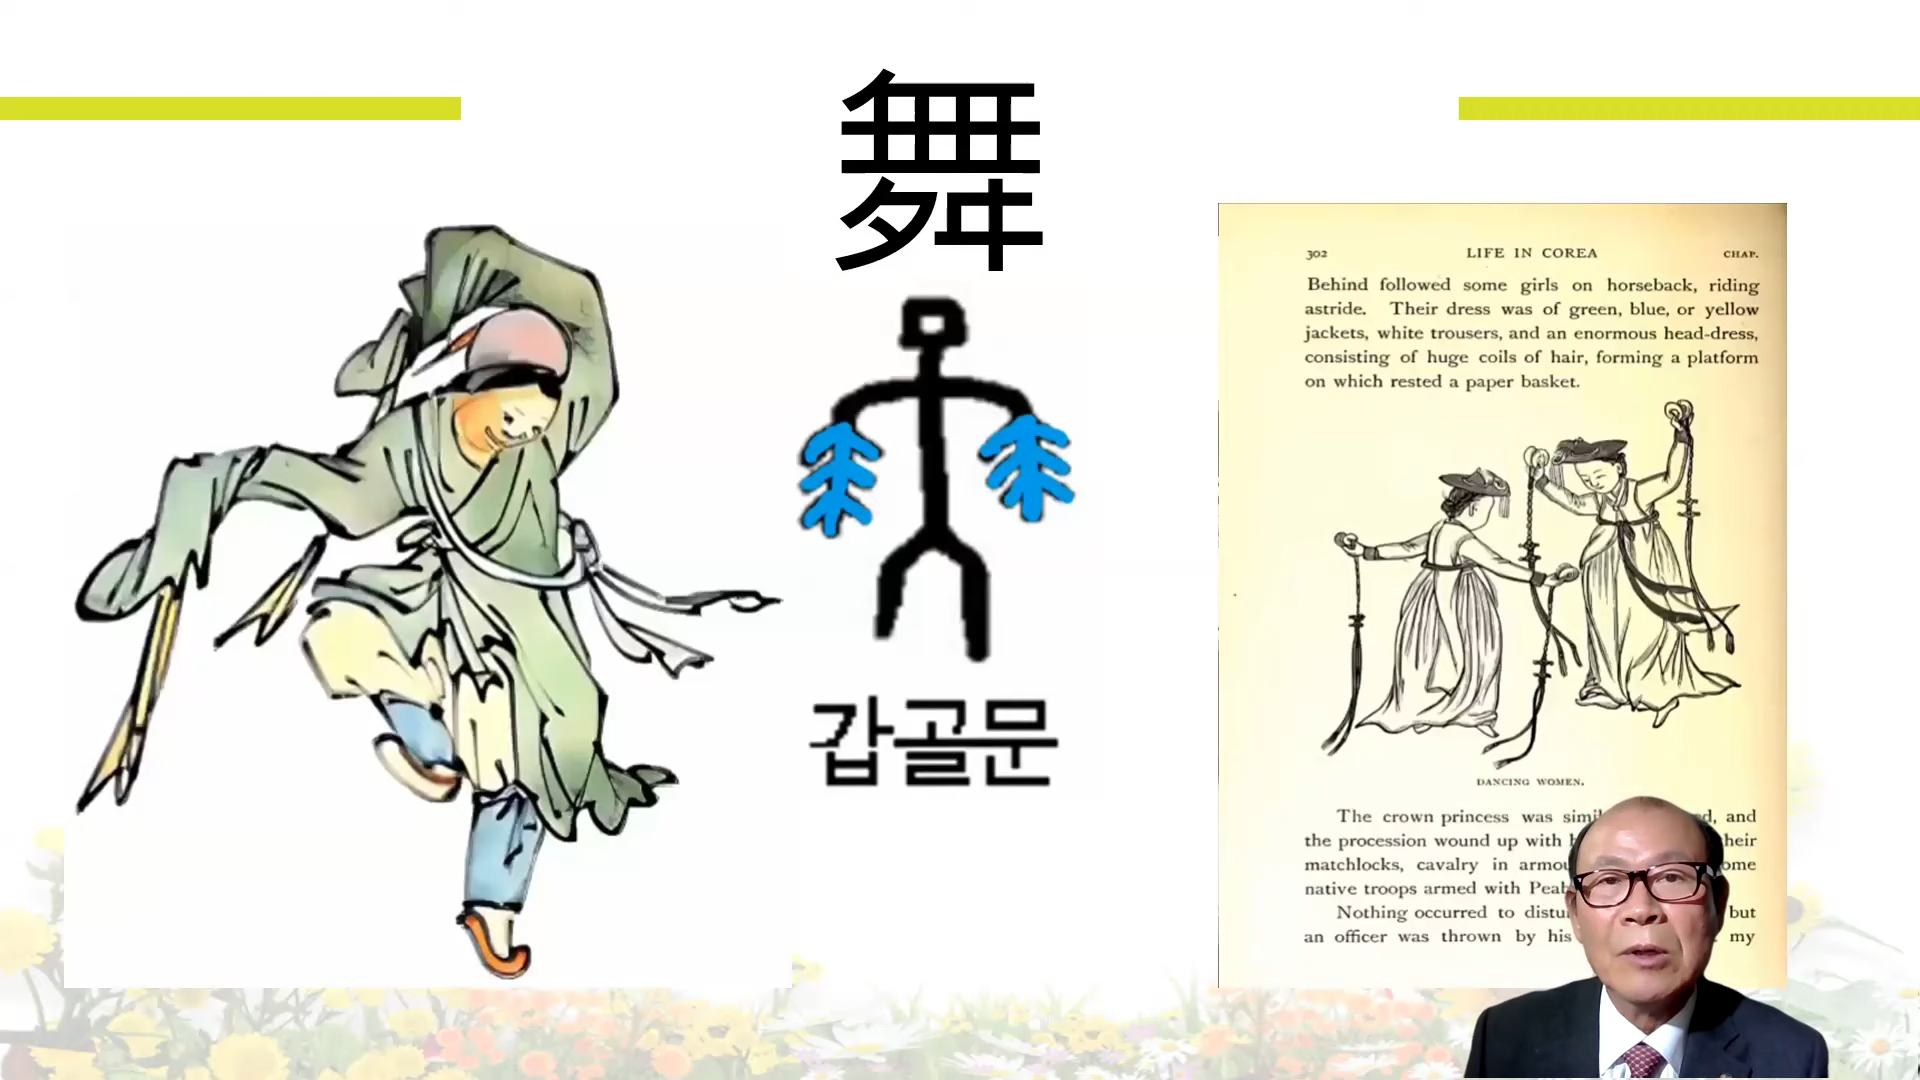 舞
갑골문
302 LIFE IN COREA CHAP.
Behind followed some girls on horseback, riding
astride. Their dress was of green, blue, or yellow
jackets, white trousers, and an enormous head-dress,
consisting of huge coils of hair, forming a platform
on which rested a paper basket.
DANCING WOMEN.
The crown princess was and
the procession wound up with
matchlocks, cavalry in
native troops armed with
Nothing occurred to but
an officer was thrown by his my